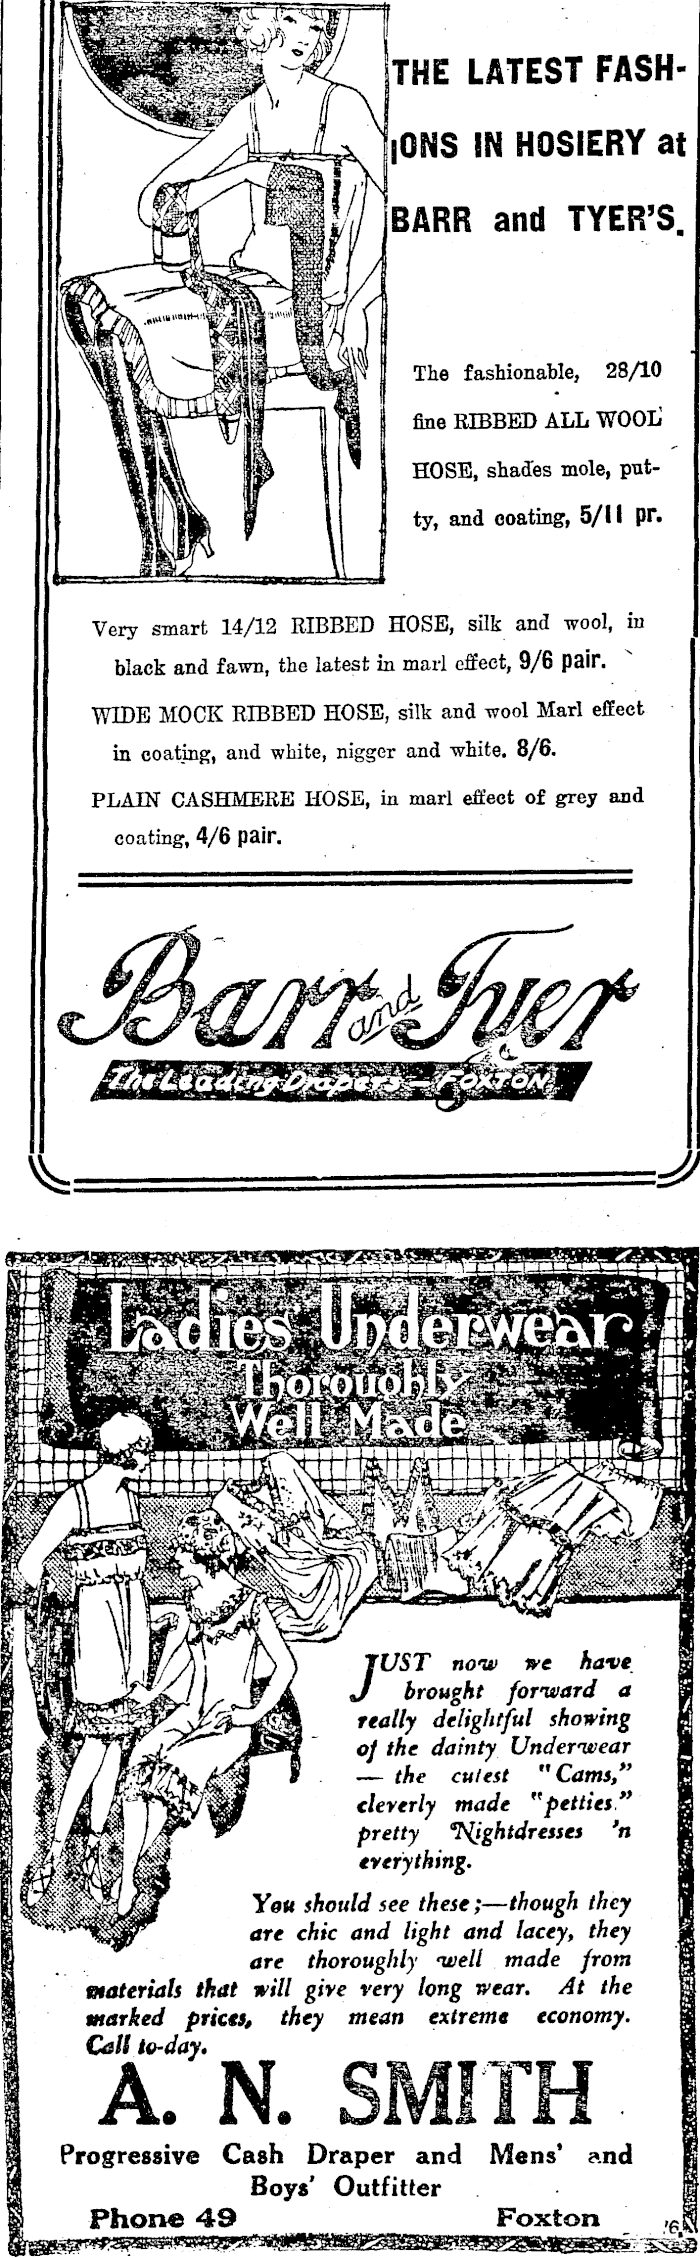 THE LATEST FASH-
IONS IN HOSIERY at
BARR and TYER'S.
The fashionable, 28/10
fine RIBBED ALL WOOL
HOSE, shades mole, put-
ty, and coating, 5/11 pr.
Very smart 14/12 RIBBED HOSE, silk and wool, in
black and fawn, the latest in marl effect, 9/6 pair.
WIDE MOCK RIBBED HOSE, silk and wool Marl effect
in coating, and white, nigger and white. 8/6.
PLAIN CASHMERE HOSE, in marl effect of grey and
coating, 4/6 pair.
Barr and Tyer
The Leading Drapers — FOXTON
Ladies' Underwear
Thoroughly
Well Made
JUST now we have
brought forward a
really delightful showing
of the dainty Underwear
— the cutest "Cams,"
cleverly made "petties."
pretty Nightdresses 'n
everything.
You should see these;—though they
are chic and light and lacey, they
are thoroughly well made from
materials that will give very long wear. At the
marked prices, they mean extreme economy.
Call to-day.
A. N. SMITH
Progressive Cash Draper and Mens' and
Boys' Outfitter
Phone 49 Foxton